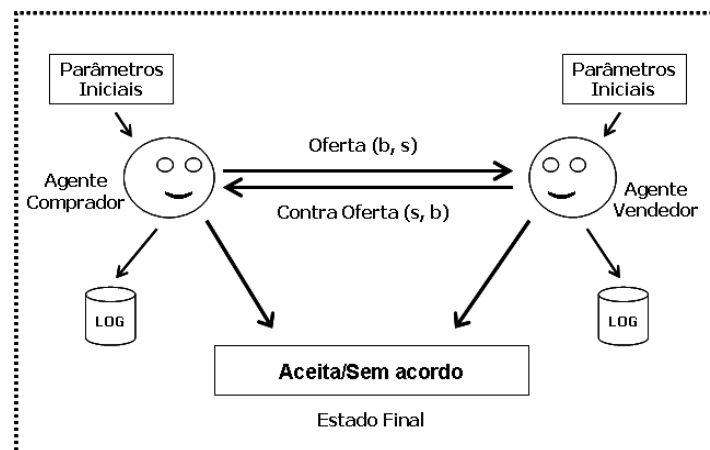 Parâmetros
Iniciais
Parâmetros
Iniciais
Oferta (b, s)
Agente
Comprador
Contra Oferta (s, b)
Agente
Vendedor
LOG
LOG
Aceita/Sem acordo
Estado Final